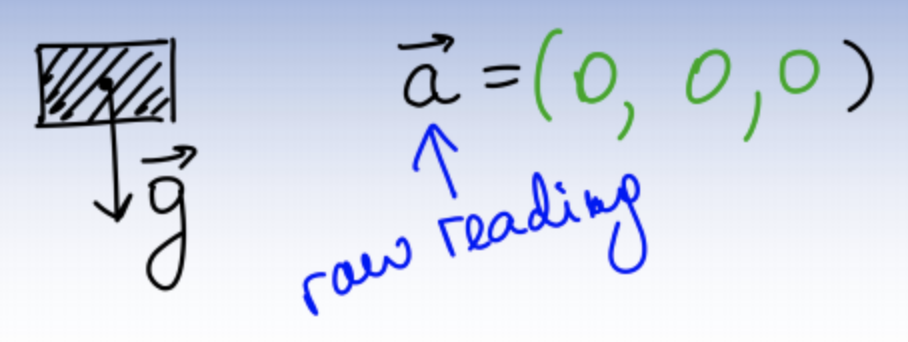 a⃗ = (0, 0, 0)
g⃗
raw reading